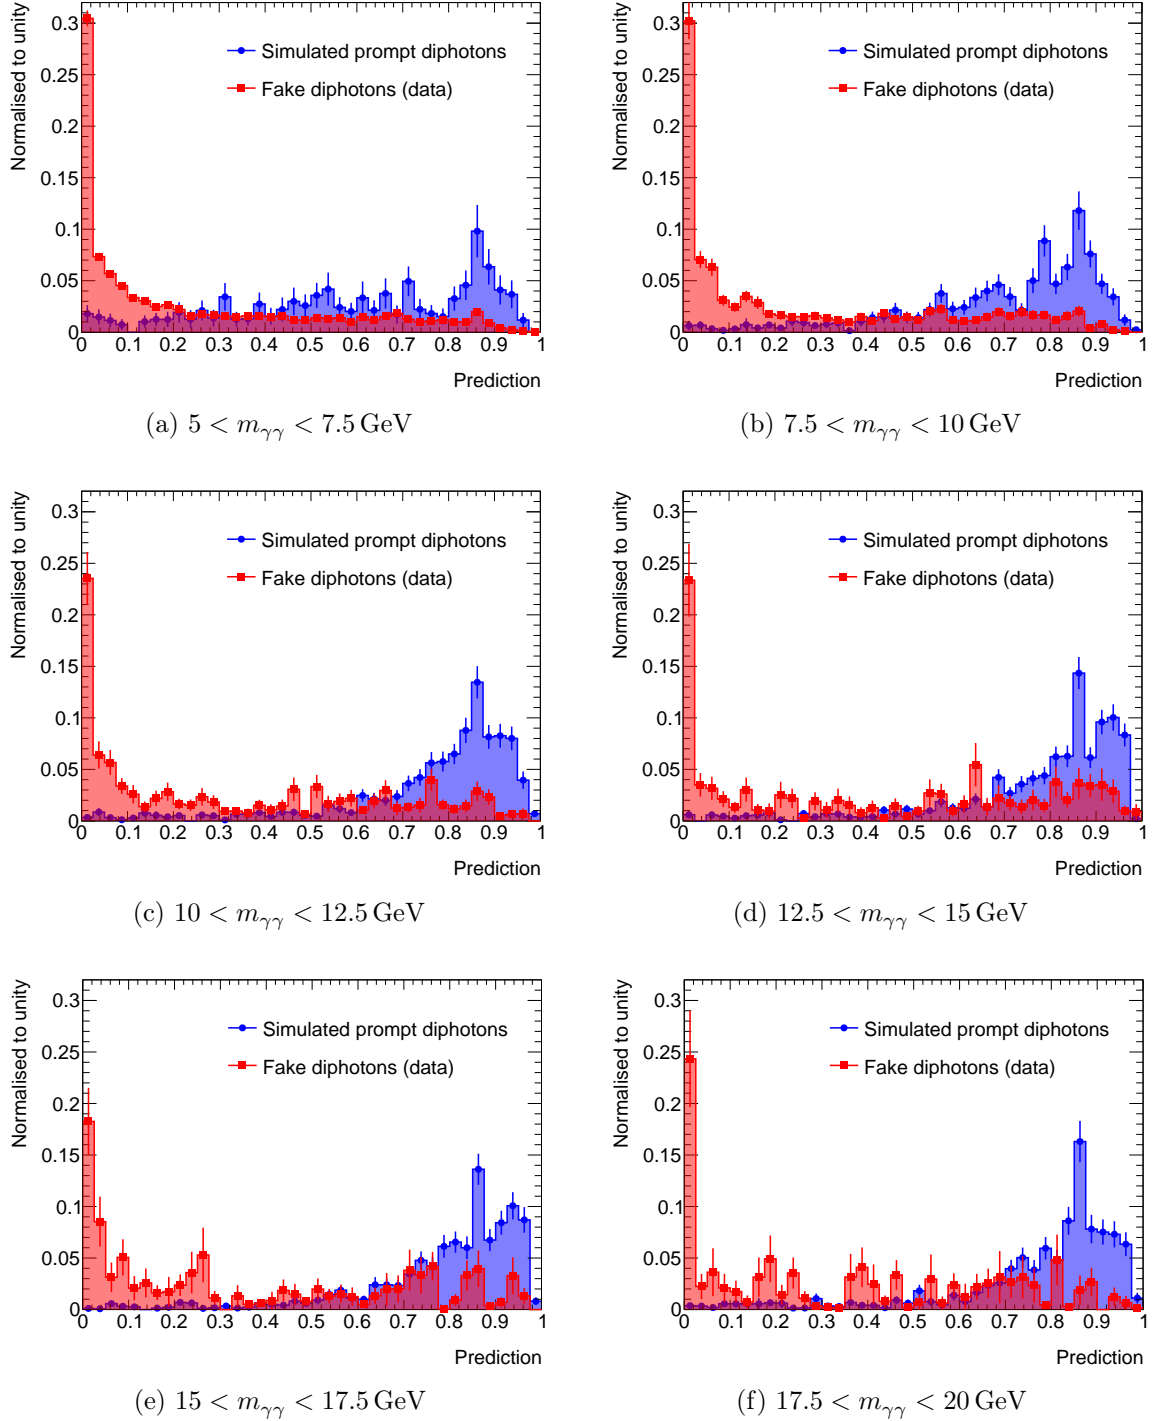 Normalised to unity
0.3
0.25
0.2
0.15
0.1
0.05
0
Simulated prompt diphotons
Fake diphotons (data)
0 0.1 0.2 0.3 0.4 0.5 0.6 0.7 0.8 0.9 1
Prediction
(a) 5 < mγγ < 7.5 GeV
Normalised to unity
0.3
0.25
0.2
0.15
0.1
0.05
0
Simulated prompt diphotons
Fake diphotons (data)
0 0.1 0.2 0.3 0.4 0.5 0.6 0.7 0.8 0.9 1
Prediction
(b) 7.5 < mγγ < 10 GeV
Normalised to unity
0.3
0.25
0.2
0.15
0.1
0.05
0
Simulated prompt diphotons
Fake diphotons (data)
0 0.1 0.2 0.3 0.4 0.5 0.6 0.7 0.8 0.9 1
Prediction
(c) 10 < mγγ < 12.5 GeV
Normalised to unity
0.3
0.25
0.2
0.15
0.1
0.05
0
Simulated prompt diphotons
Fake diphotons (data)
0 0.1 0.2 0.3 0.4 0.5 0.6 0.7 0.8 0.9 1
Prediction
(d) 12.5 < mγγ < 15 GeV
Normalised to unity
0.3
0.25
0.2
0.15
0.1
0.05
0
Simulated prompt diphotons
Fake diphotons (data)
0 0.1 0.2 0.3 0.4 0.5 0.6 0.7 0.8 0.9 1
Prediction
(e) 15 < mγγ < 17.5 GeV
Normalised to unity
0.3
0.25
0.2
0.15
0.1
0.05
0
Simulated prompt diphotons
Fake diphotons (data)
0 0.1 0.2 0.3 0.4 0.5 0.6 0.7 0.8 0.9 1
Prediction
(f) 17.5 < mγγ < 20 GeV